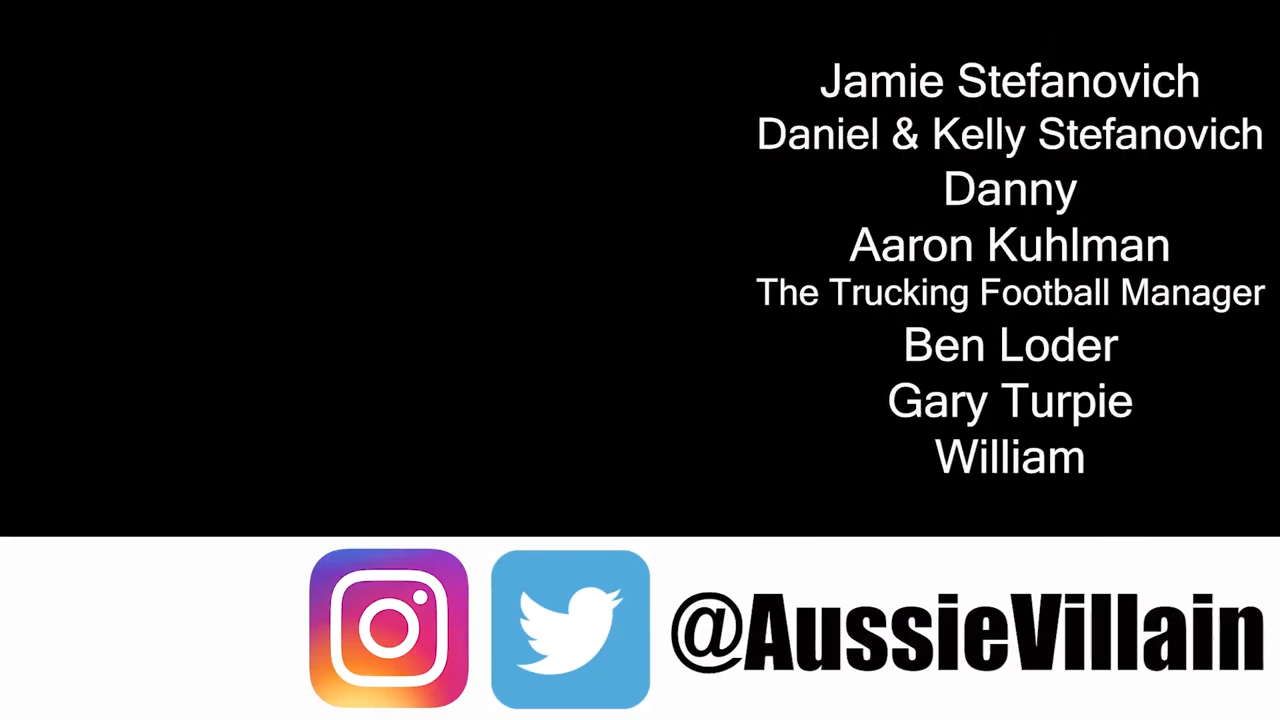 Jamie Stefanovich
Daniel & Kelly Stefanovich
Danny
Aaron Kuhlman
The Trucking Football Manager
Ben Loder
Gary Turpie
William
@AussieVillain